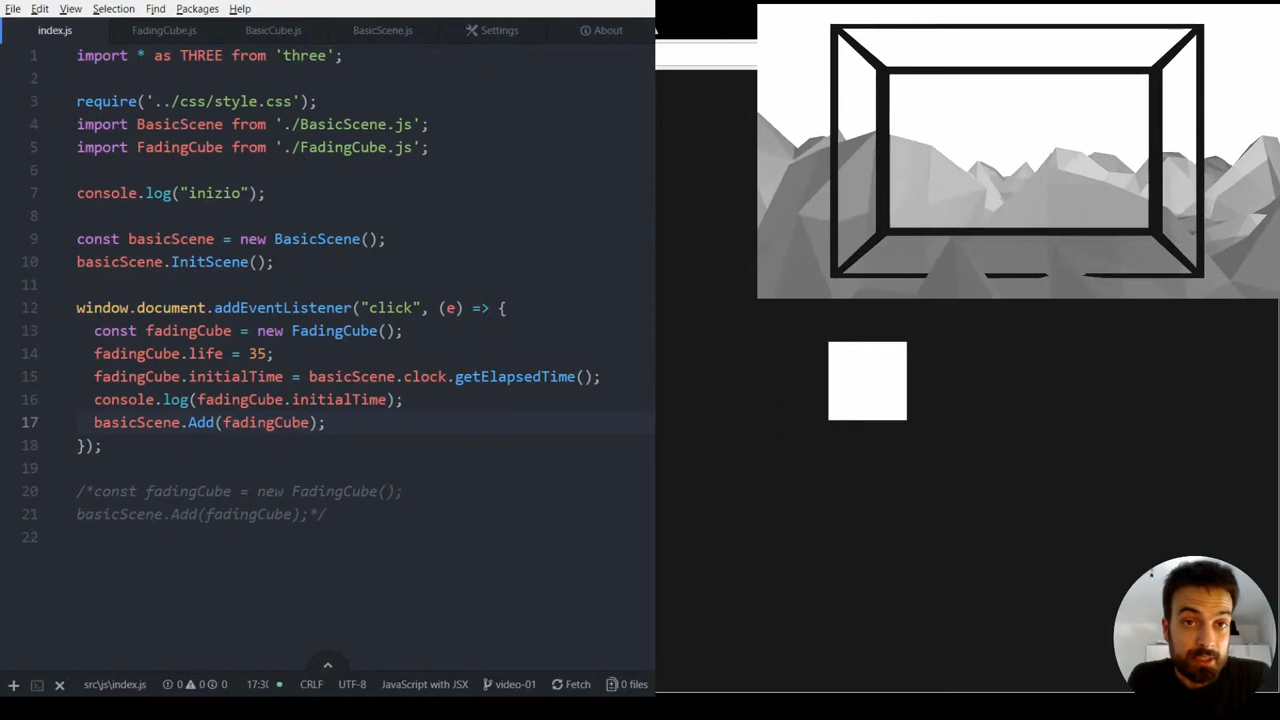 File Edit View Selection Find Packages Help
index.js FadingCube.js BasicCube.js BasicScene.js Settings About
1 import * as THREE from 'three';
2
3 require('../css/style.css');
4 import BasicScene from './BasicScene.js';
5 import FadingCube from './FadingCube.js';
6
7 console.log("inizio");
8
9 const basicScene = new BasicScene();
10 basicScene.InitScene();
11
12 window.document.addEventListener("click", (e) => {
13 const fadingCube = new FadingCube();
14 fadingCube.life = 35;
15 fadingCube.initialTime = basicScene.clock.getElapsedTime();
16 console.log(fadingCube.initialTime);
17 basicScene.Add(fadingCube);
18 });
19
20 /*const fadingCube = new FadingCube();
21 basicScene.Add(fadingCube);*/
22
src\js\index.js 0 0 0 17:30 CRLF UTF-8 JavaScript with JSX video-01 Fetch 0 files